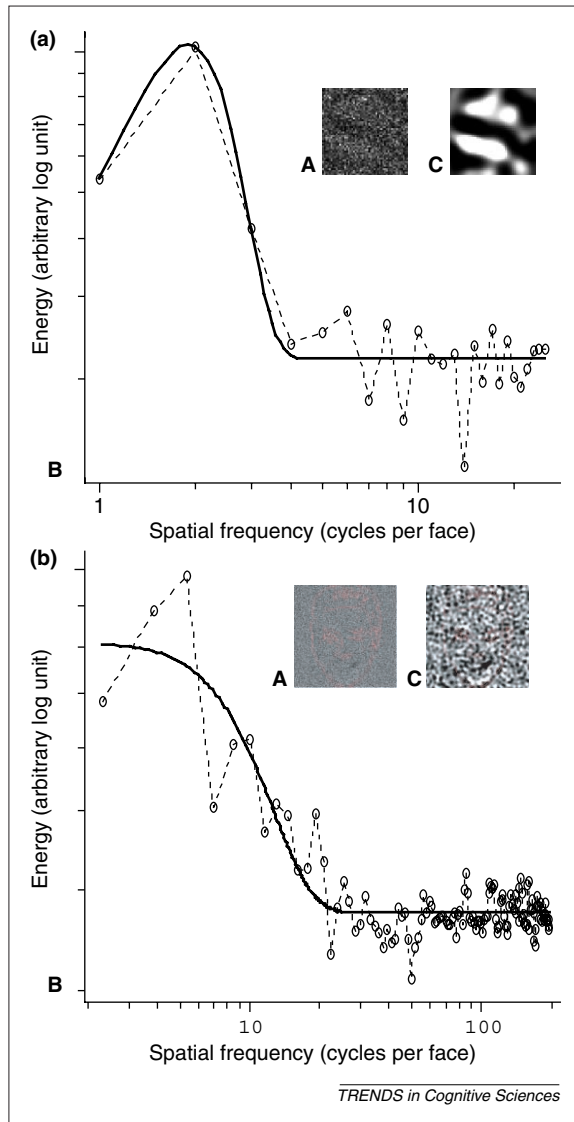 (a)
Energy (arbitrary log unit)
A
C
B
1
10
Spatial frequency (cycles per face)
(b)
Energy (arbitrary log unit)
A
C
B
10
100
Spatial frequency (cycles per face)
TRENDS in Cognitive Sciences